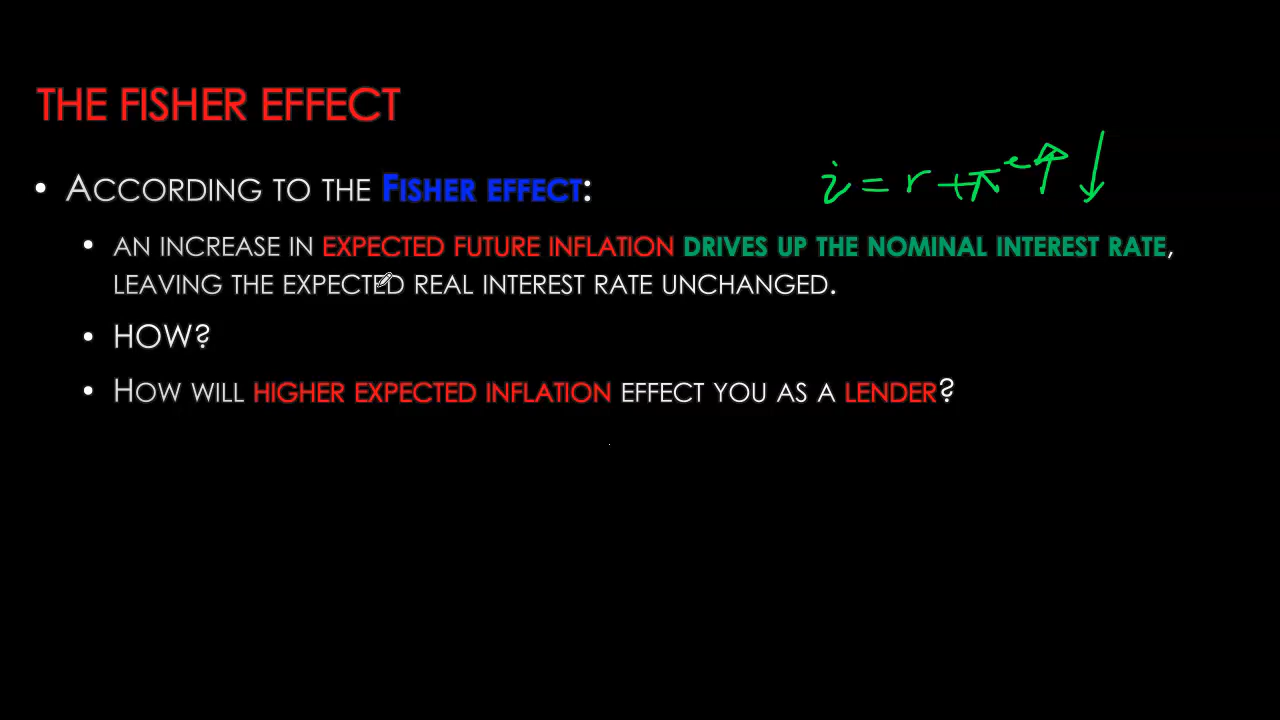 THE FISHER EFFECT
• ACCORDING TO THE FISHER EFFECT:
i = r + π^e ↑ ↓
• AN INCREASE IN EXPECTED FUTURE INFLATION DRIVES UP THE NOMINAL INTEREST RATE,
LEAVING THE EXPECTED REAL INTEREST RATE UNCHANGED.
• HOW?
• HOW WILL HIGHER EXPECTED INFLATION EFFECT YOU AS A LENDER?